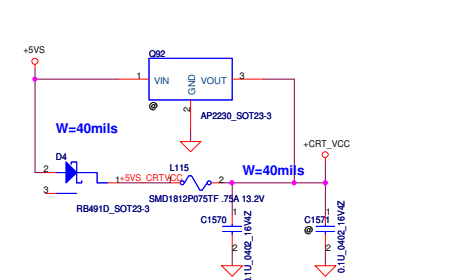 +5VS
Q92
1 VIN VOUT 3
GND
2
@
AP2230_SOT23-3
W=40mils
+CRT_VCC
D4
L115
W=40mils
2
1 +5VS_CRTVCC 1 2
3
SMD1812P075TF .75A 13.2V
RB491D_SOT23-3
C1570
1
2
0.1U_0402_16V4Z
C1571
@
1
2
0.1U_0402_16V4Z